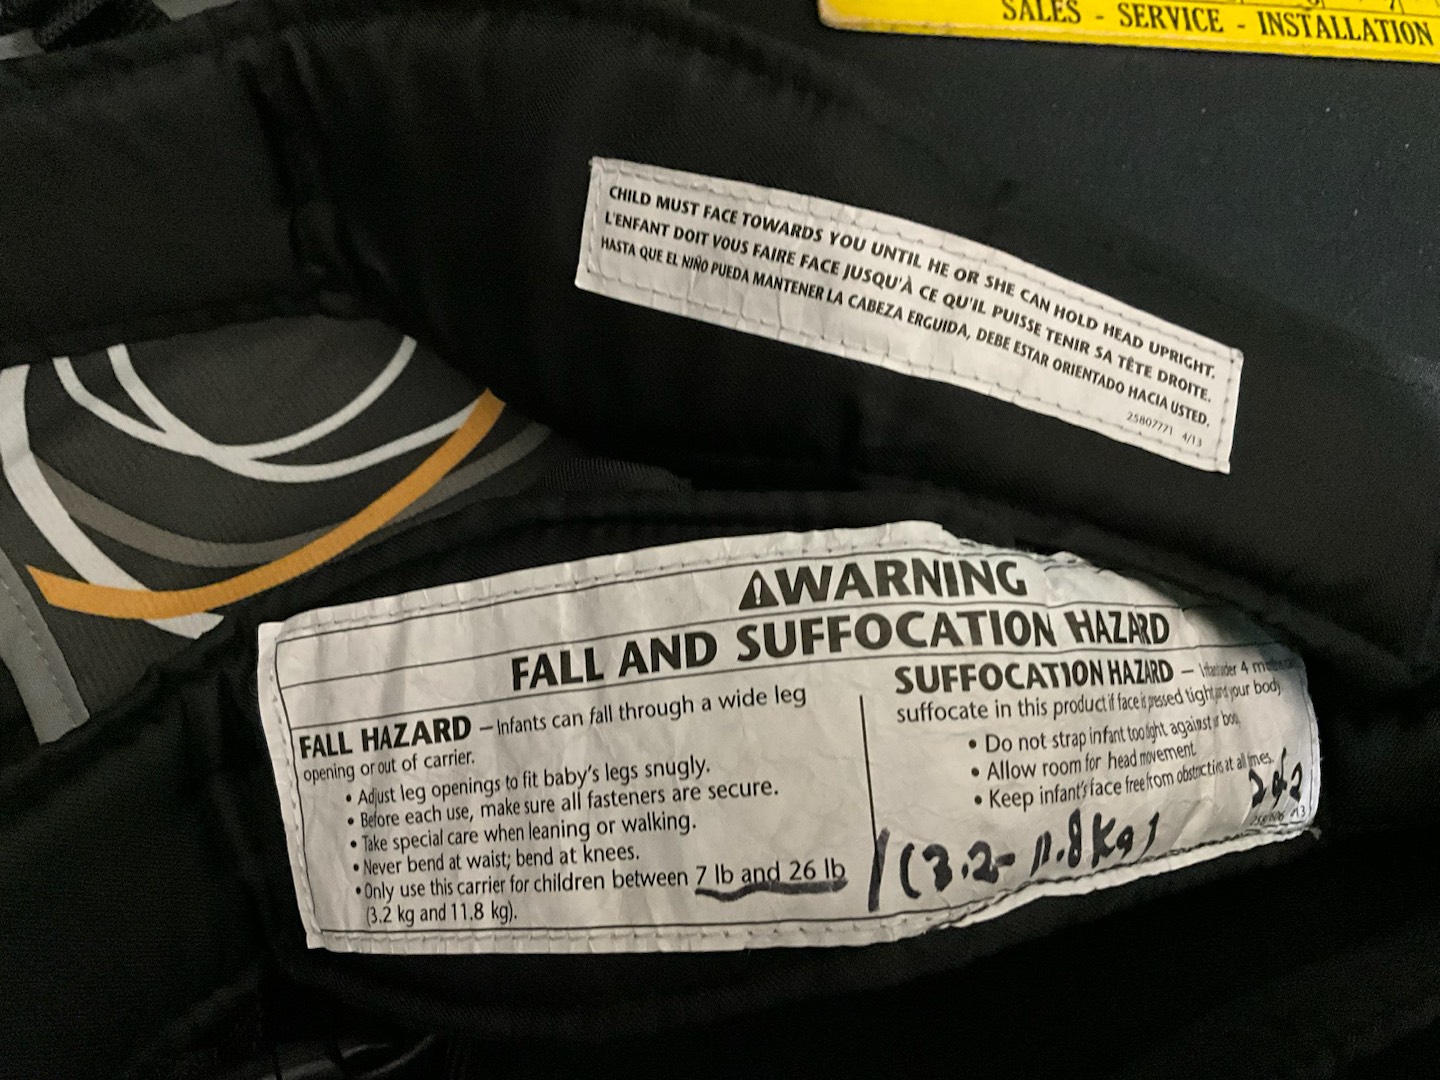 SALES - SERVICE - INSTALLATION
CHILD MUST FACE TOWARDS YOU UNTIL HE OR SHE CAN HOLD HEAD UPRIGHT.
L'ENFANT DOIT VOUS FAIRE FACE JUSQU'À CE QU'IL PUISSE TENIR SA TÊTE DROITE.
HASTA QUE EL NIÑO PUEDA MANTENER LA CABEZA ERGUIDA, DEBE ESTAR ORIENTADO HACIA USTED.
25807771 4/13
⚠WARNING
FALL AND SUFFOCATION HAZARD
FALL HAZARD – Infants can fall through a wide leg
opening or out of carrier.
• Adjust leg openings to fit baby's legs snugly.
• Before each use, make sure all fasteners are secure.
• Take special care when leaning or walking.
• Never bend at waist; bend at knees.
• Only use this carrier for children between 7 lb and 26 lb
(3.2 kg and 11.8 kg).
SUFFOCATION HAZARD – 4
suffocate in this product if face is pressed tight your body.
• Do not strap infant too tight against
• Allow room for head movement.
• Keep infant's face free from at all times.
2 of 2
/ (3.2- 11.8 Kg)